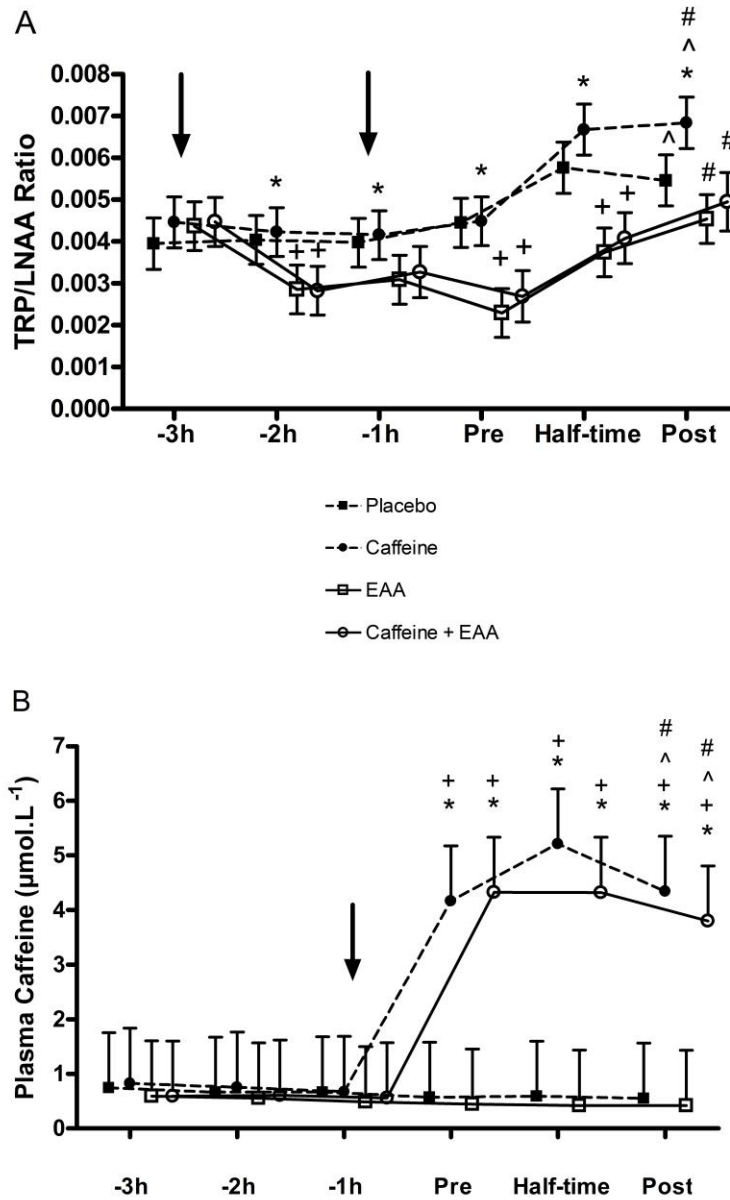 A
TRP/LNAA Ratio
0.008
0.007
0.006
0.005
0.004
0.003
0.002
0.001
0.000
* * * * # ^ *
^ # #
+ + + + + +
-3h -2h -1h Pre Half-time Post
Placebo
Caffeine
EAA
Caffeine + EAA
B
Plasma Caffeine (µmol.L⁻¹)
7
6
5
4
3
2
1
0
# #
+ ^ ^
+ + * + + +
* * * * *
-3h -2h -1h Pre Half-time Post